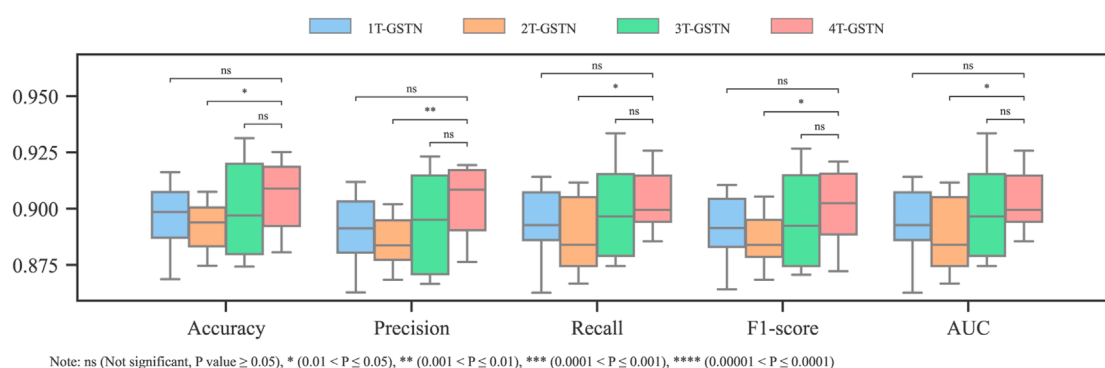 1T-GSTN 2T-GSTN 3T-GSTN 4T-GSTN
ns ns ns ns ns
* ** * * *
ns ns ns ns ns
0.950
0.925
0.900
0.875
Accuracy Precision Recall F1-score AUC
Note: ns (Not significant, P value ≥ 0.05), * (0.01 < P ≤ 0.05), ** (0.001 < P ≤ 0.01), *** (0.0001 < P ≤ 0.001), **** (0.00001 < P ≤ 0.0001)